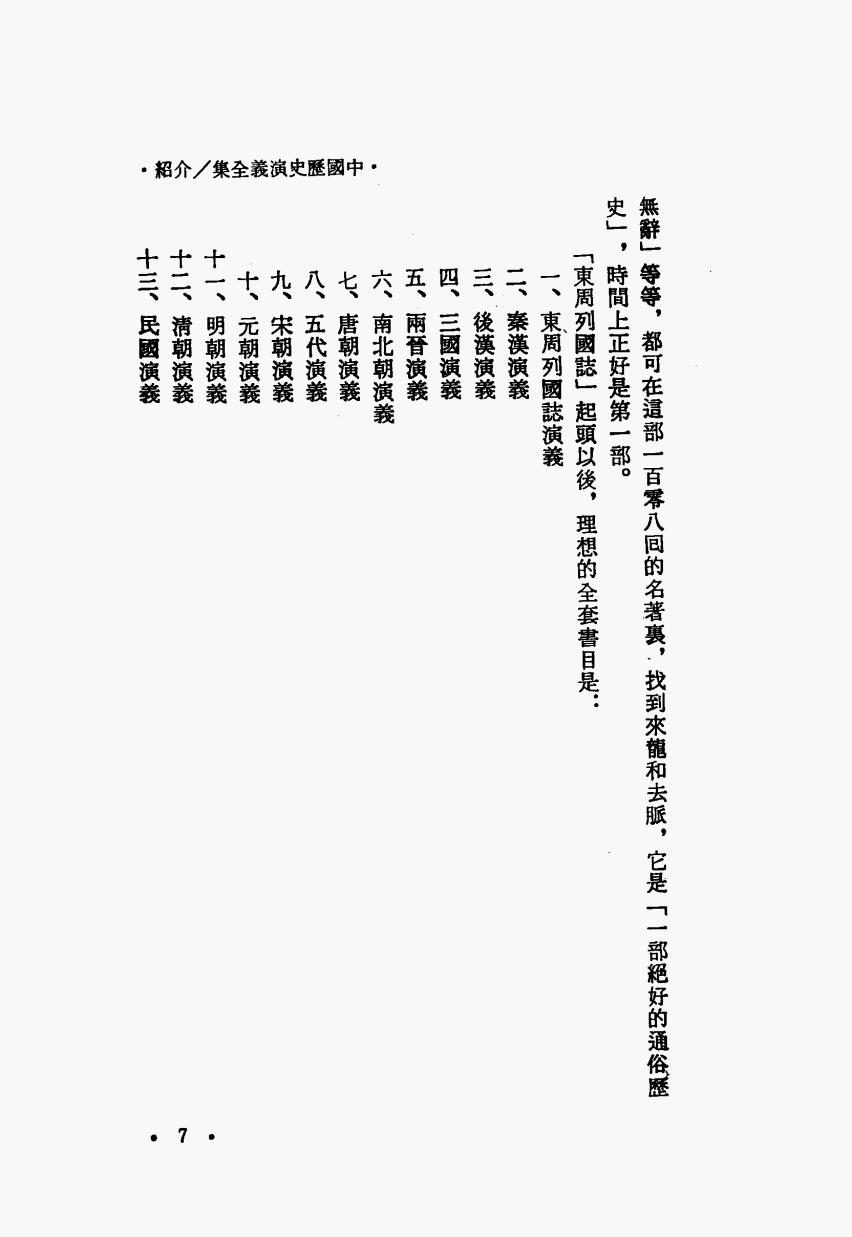 ·中國歷史演義全集／介紹·
無辭」等等，都可在這部一百零八回的名著裏，找到來龍和去脈，它是「一部絕好的通俗歷
史」，時間上正好是第一部。
「東周列國誌」起頭以後，理想的全套書目是：
一、東周列國誌演義
二、秦漢演義
三、後漢演義
四、三國演義
五、兩晉演義
六、南北朝演義
七、唐朝演義
八、五代演義
九、宋朝演義
十、元朝演義
十一、明朝演義
十二、清朝演義
十三、民國演義
· 7 ·